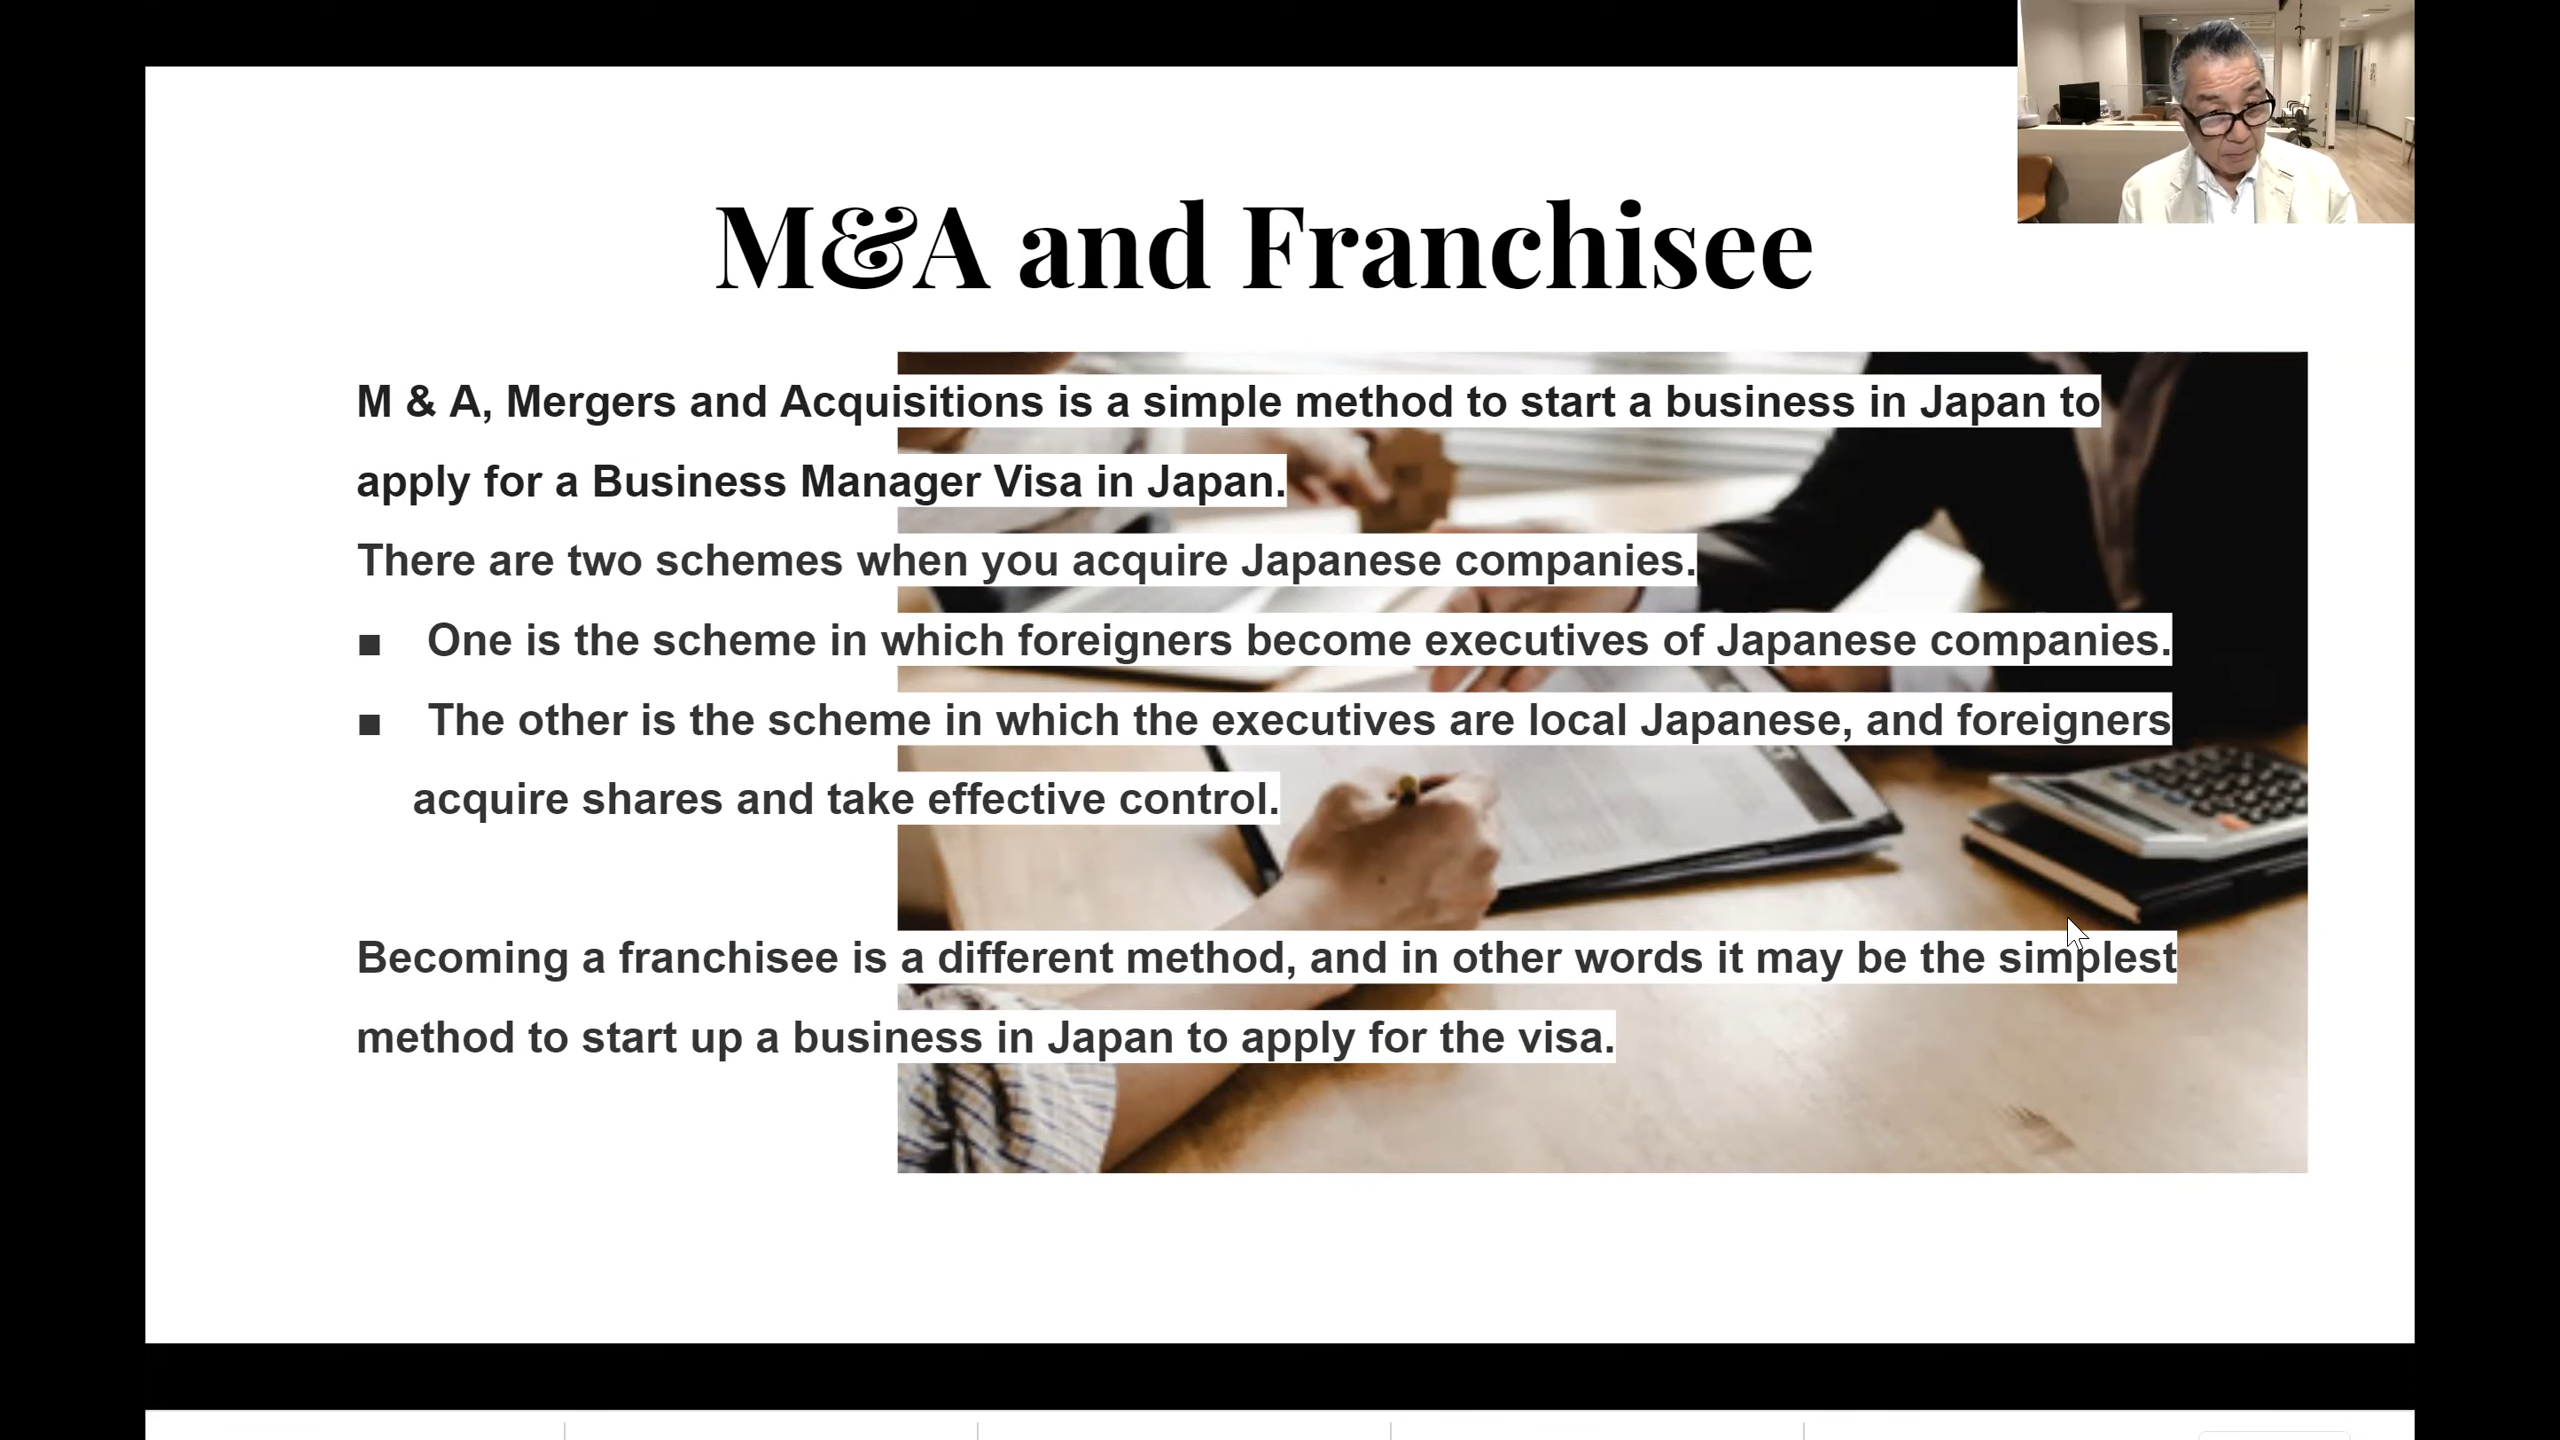 M&A and Franchisee
M & A, Mergers and Acquisitions is a simple method to start a business in Japan to
apply for a Business Manager Visa in Japan.
There are two schemes when you acquire Japanese companies.
■ One is the scheme in which foreigners become executives of Japanese companies.
■ The other is the scheme in which the executives are local Japanese, and foreigners
acquire shares and take effective control.
Becoming a franchisee is a different method, and in other words it may be the simplest
method to start up a business in Japan to apply for the visa.